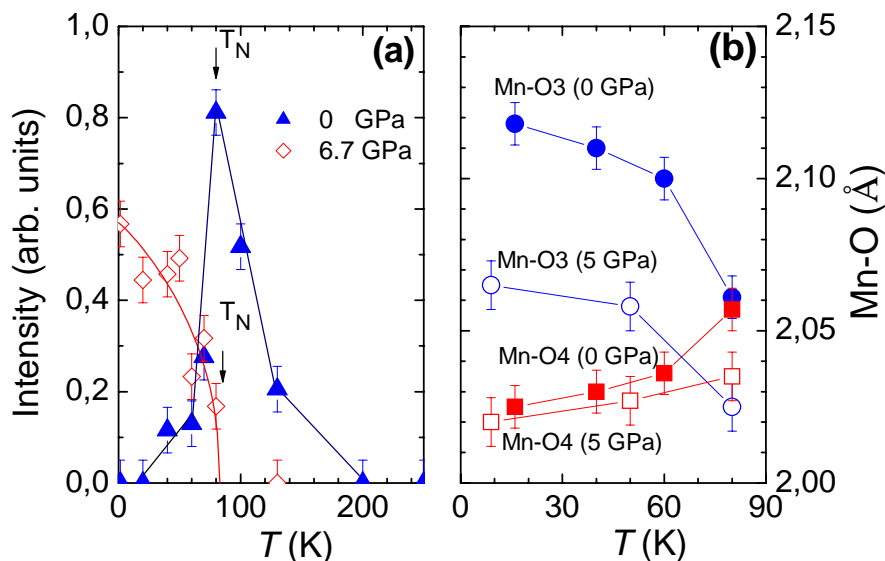 (a)
T_N
0 GPa
6.7 GPa
T_N
Intensity (arb. units)
1,0
0,8
0,6
0,4
0,2
0,0
0 100 200
T (K)
(b)
Mn-O3 (0 GPa)
Mn-O3 (5 GPa)
Mn-O4 (0 GPa)
Mn-O4 (5 GPa)
2,15
2,10
2,05
2,00
Mn-O (Å)
0 30 60 90
T (K)